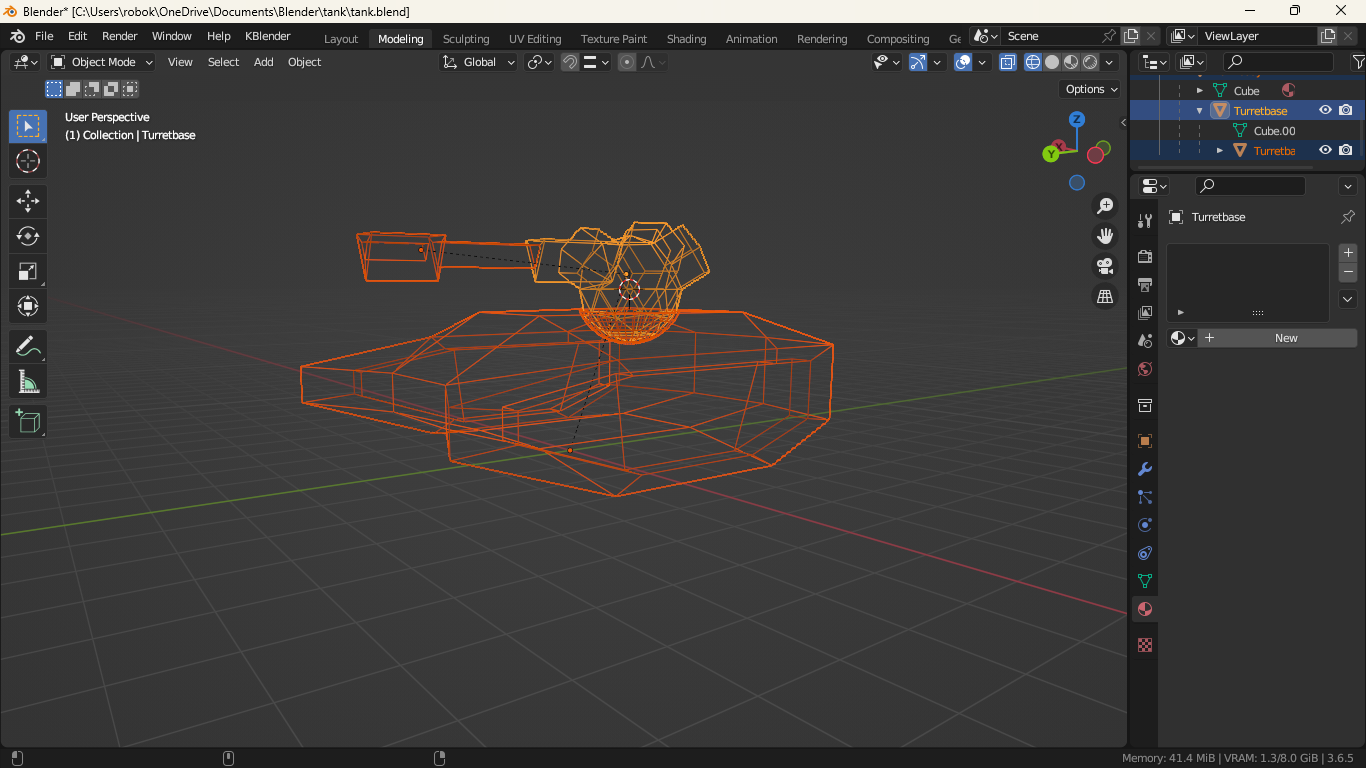 Blender* [C:\Users\robok\OneDrive\Documents\Blender\tank\tank.blend]
File Edit Render Window Help KBlender Layout Modeling Sculpting UV Editing Texture Paint Shading Animation Rendering Compositing Ge Scene ViewLayer
Object Mode View Select Add Object Global
Options
User Perspective
(1) Collection | Turretbase
Z
Y
X
Cube
Turretbase
Cube.00
Turretba
Turretbase
New
Memory: 41.4 MiB | VRAM: 1.3/8.0 GiB | 3.6.5